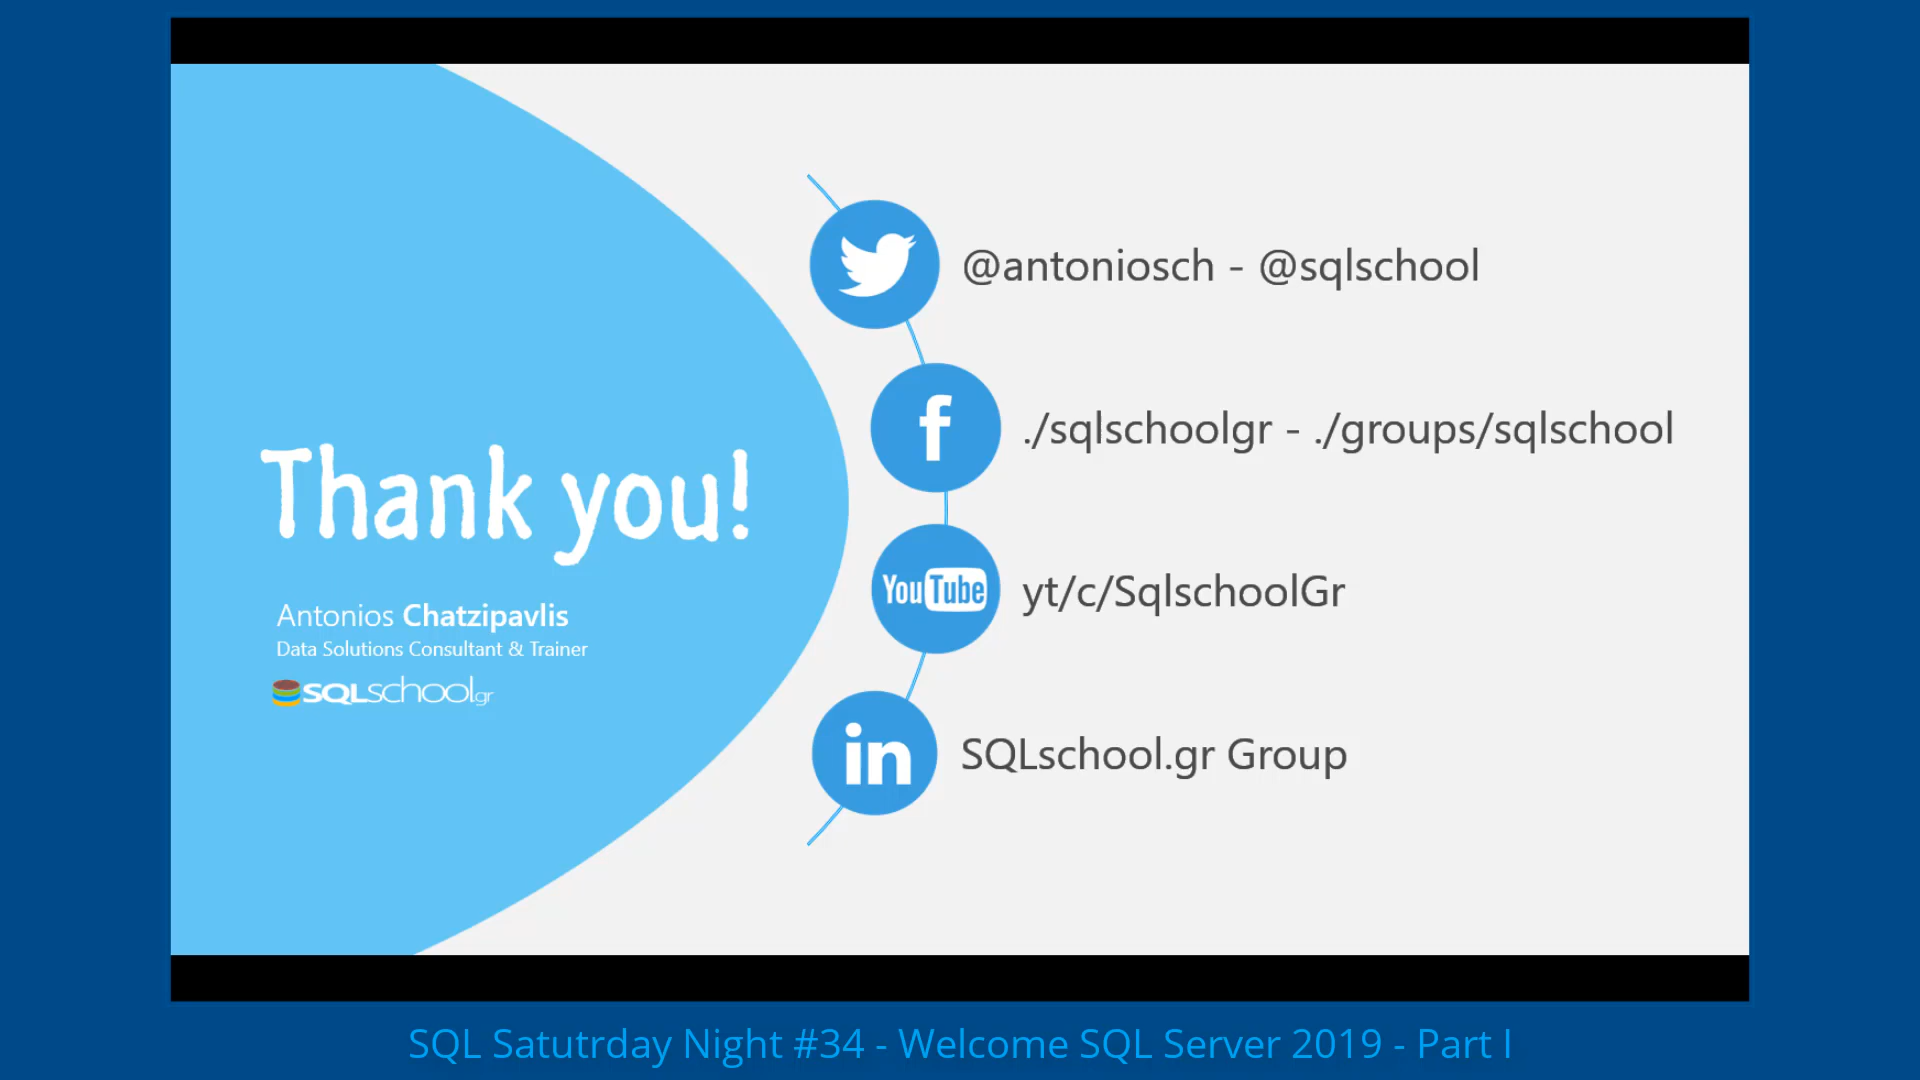 Thank you!
Antonios Chatzipavlis
Data Solutions Consultant & Trainer
SQLschool.gr
@antoniosch - @sqlschool
f
./sqlschoolgr - ./groups/sqlschool
YouTube
yt/c/SqlschoolGr
in
SQLschool.gr Group
SQL Satutrday Night #34 - Welcome SQL Server 2019 - Part I